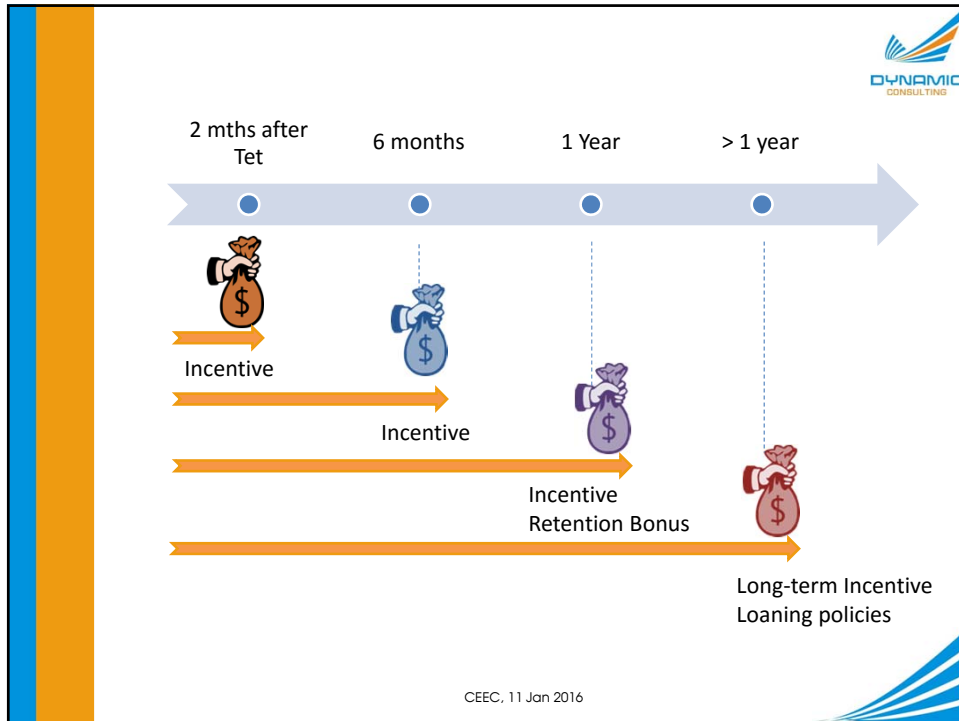 DYNAMIC
CONSULTING
2 mths after
Tet
6 months
1 Year
> 1 year
$
Incentive
$
Incentive
$
Incentive
Retention Bonus
$
Long-term Incentive
Loaning policies
CEEC, 11 Jan 2016